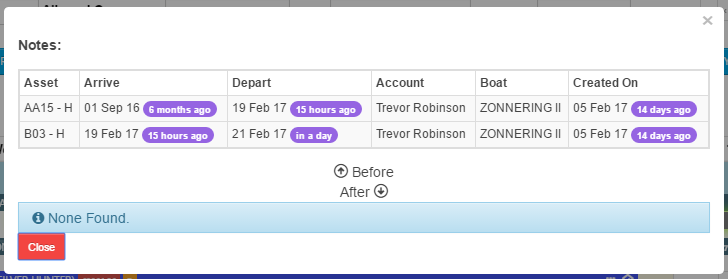 ×
Notes:
Asset Arrive Depart Account Boat Created On
AA15 - H 01 Sep 16 6 months ago 19 Feb 17 15 hours ago Trevor Robinson ZONNERING II 05 Feb 17 14 days ago
B03 - H 19 Feb 17 15 hours ago 21 Feb 17 in a day Trevor Robinson ZONNERING II 05 Feb 17 14 days ago
Before
After
None Found.
Close